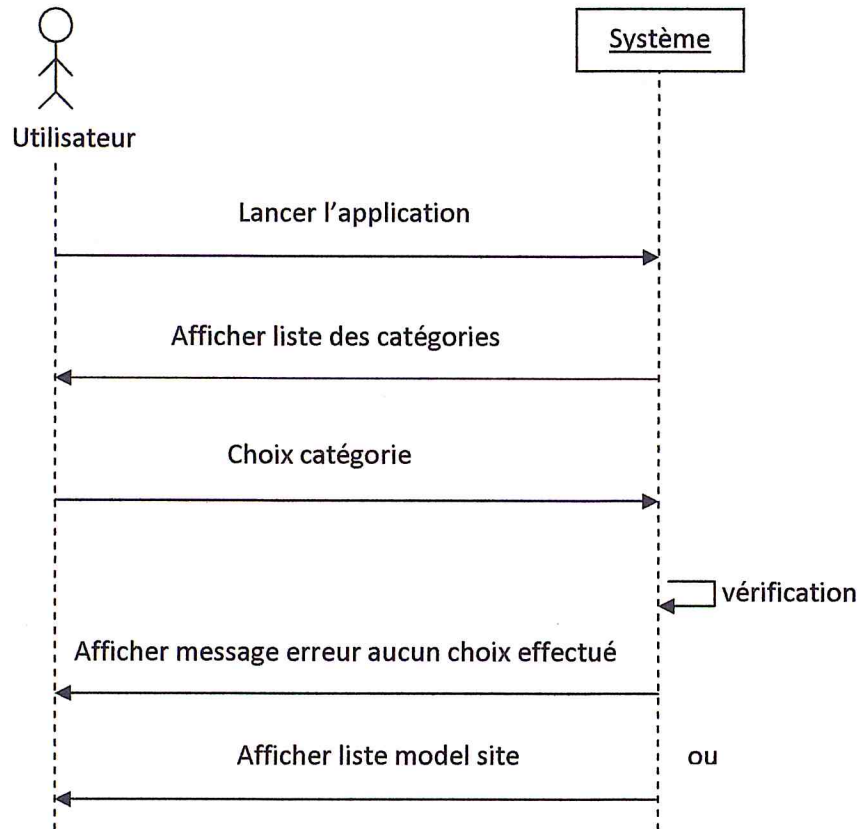 Système
Utilisateur
Lancer l'application
Afficher liste des catégories
Choix catégorie
vérification
Afficher message erreur aucun choix effectué
Afficher liste model site
ou